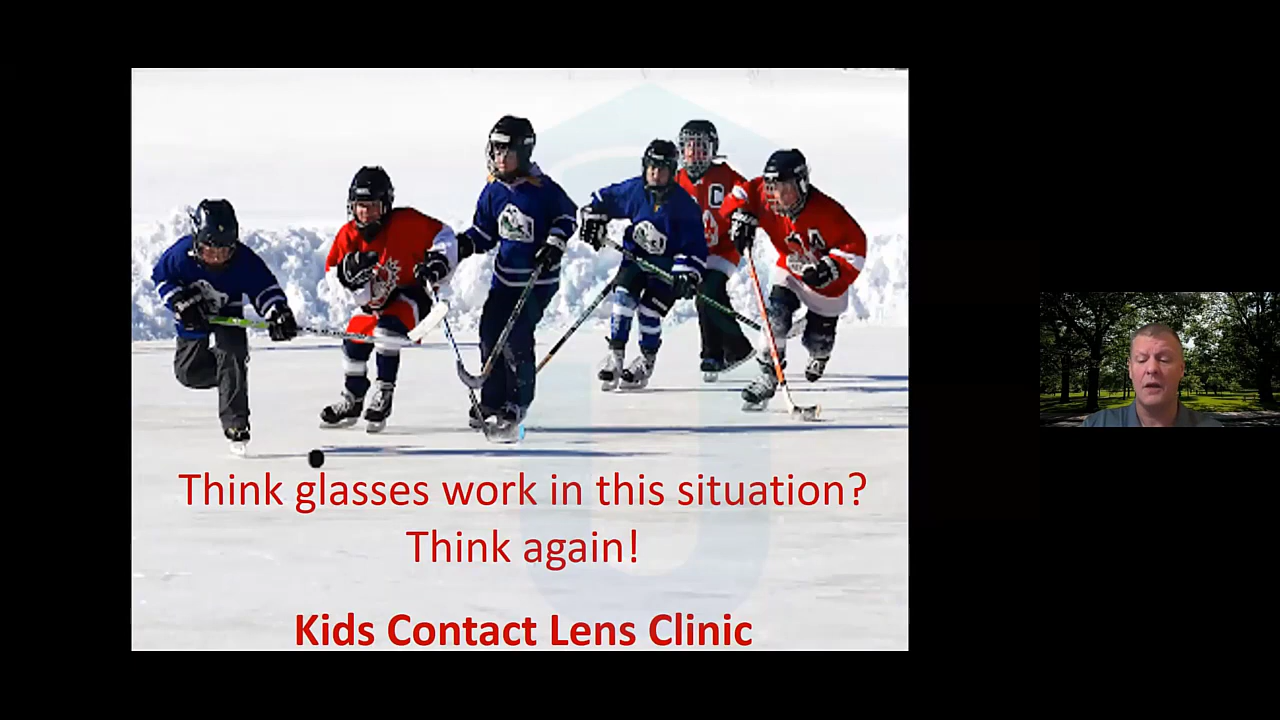 C
A
Think glasses work in this situation?
Think again!
Kids Contact Lens Clinic